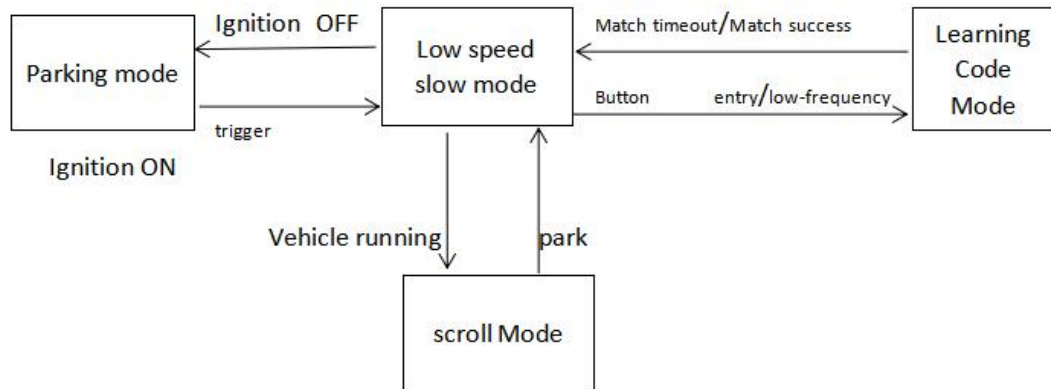 Ignition  OFF
Parking mode
trigger
Ignition ON
Low speed
slow mode
Match timeout/Match success
Button entry/low-frequency
Learning
Code
Mode
Vehicle running
park
scroll Mode